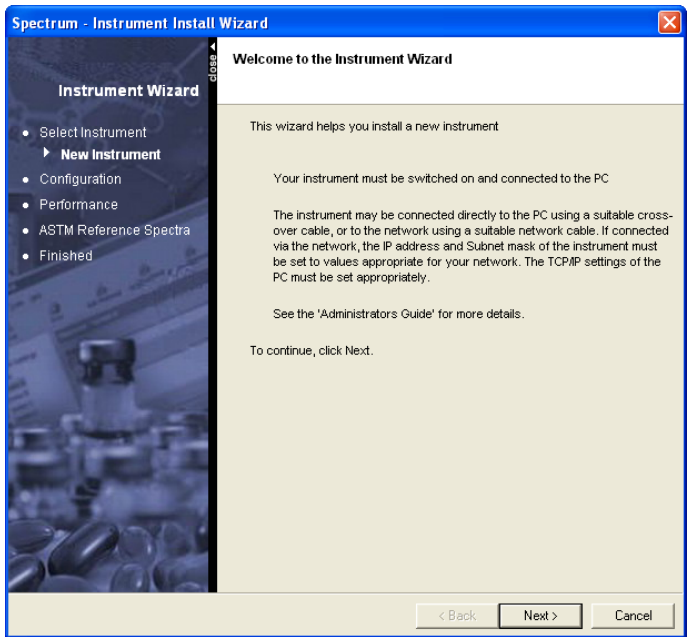 Spectrum - Instrument Install Wizard
close
Instrument Wizard
Select Instrument
New Instrument
Configuration
Performance
ASTM Reference Spectra
Finished
Welcome to the Instrument Wizard
This wizard helps you install a new instrument
Your instrument must be switched on and connected to the PC
The instrument may be connected directly to the PC using a suitable cross-
over cable, or to the network using a suitable network cable. If connected
via the network, the IP address and Subnet mask of the instrument must
be set to values appropriate for your network. The TCP/IP settings of the
PC must be set appropriately.
See the 'Administrators Guide' for more details.
To continue, click Next.
< Back
Next >
Cancel